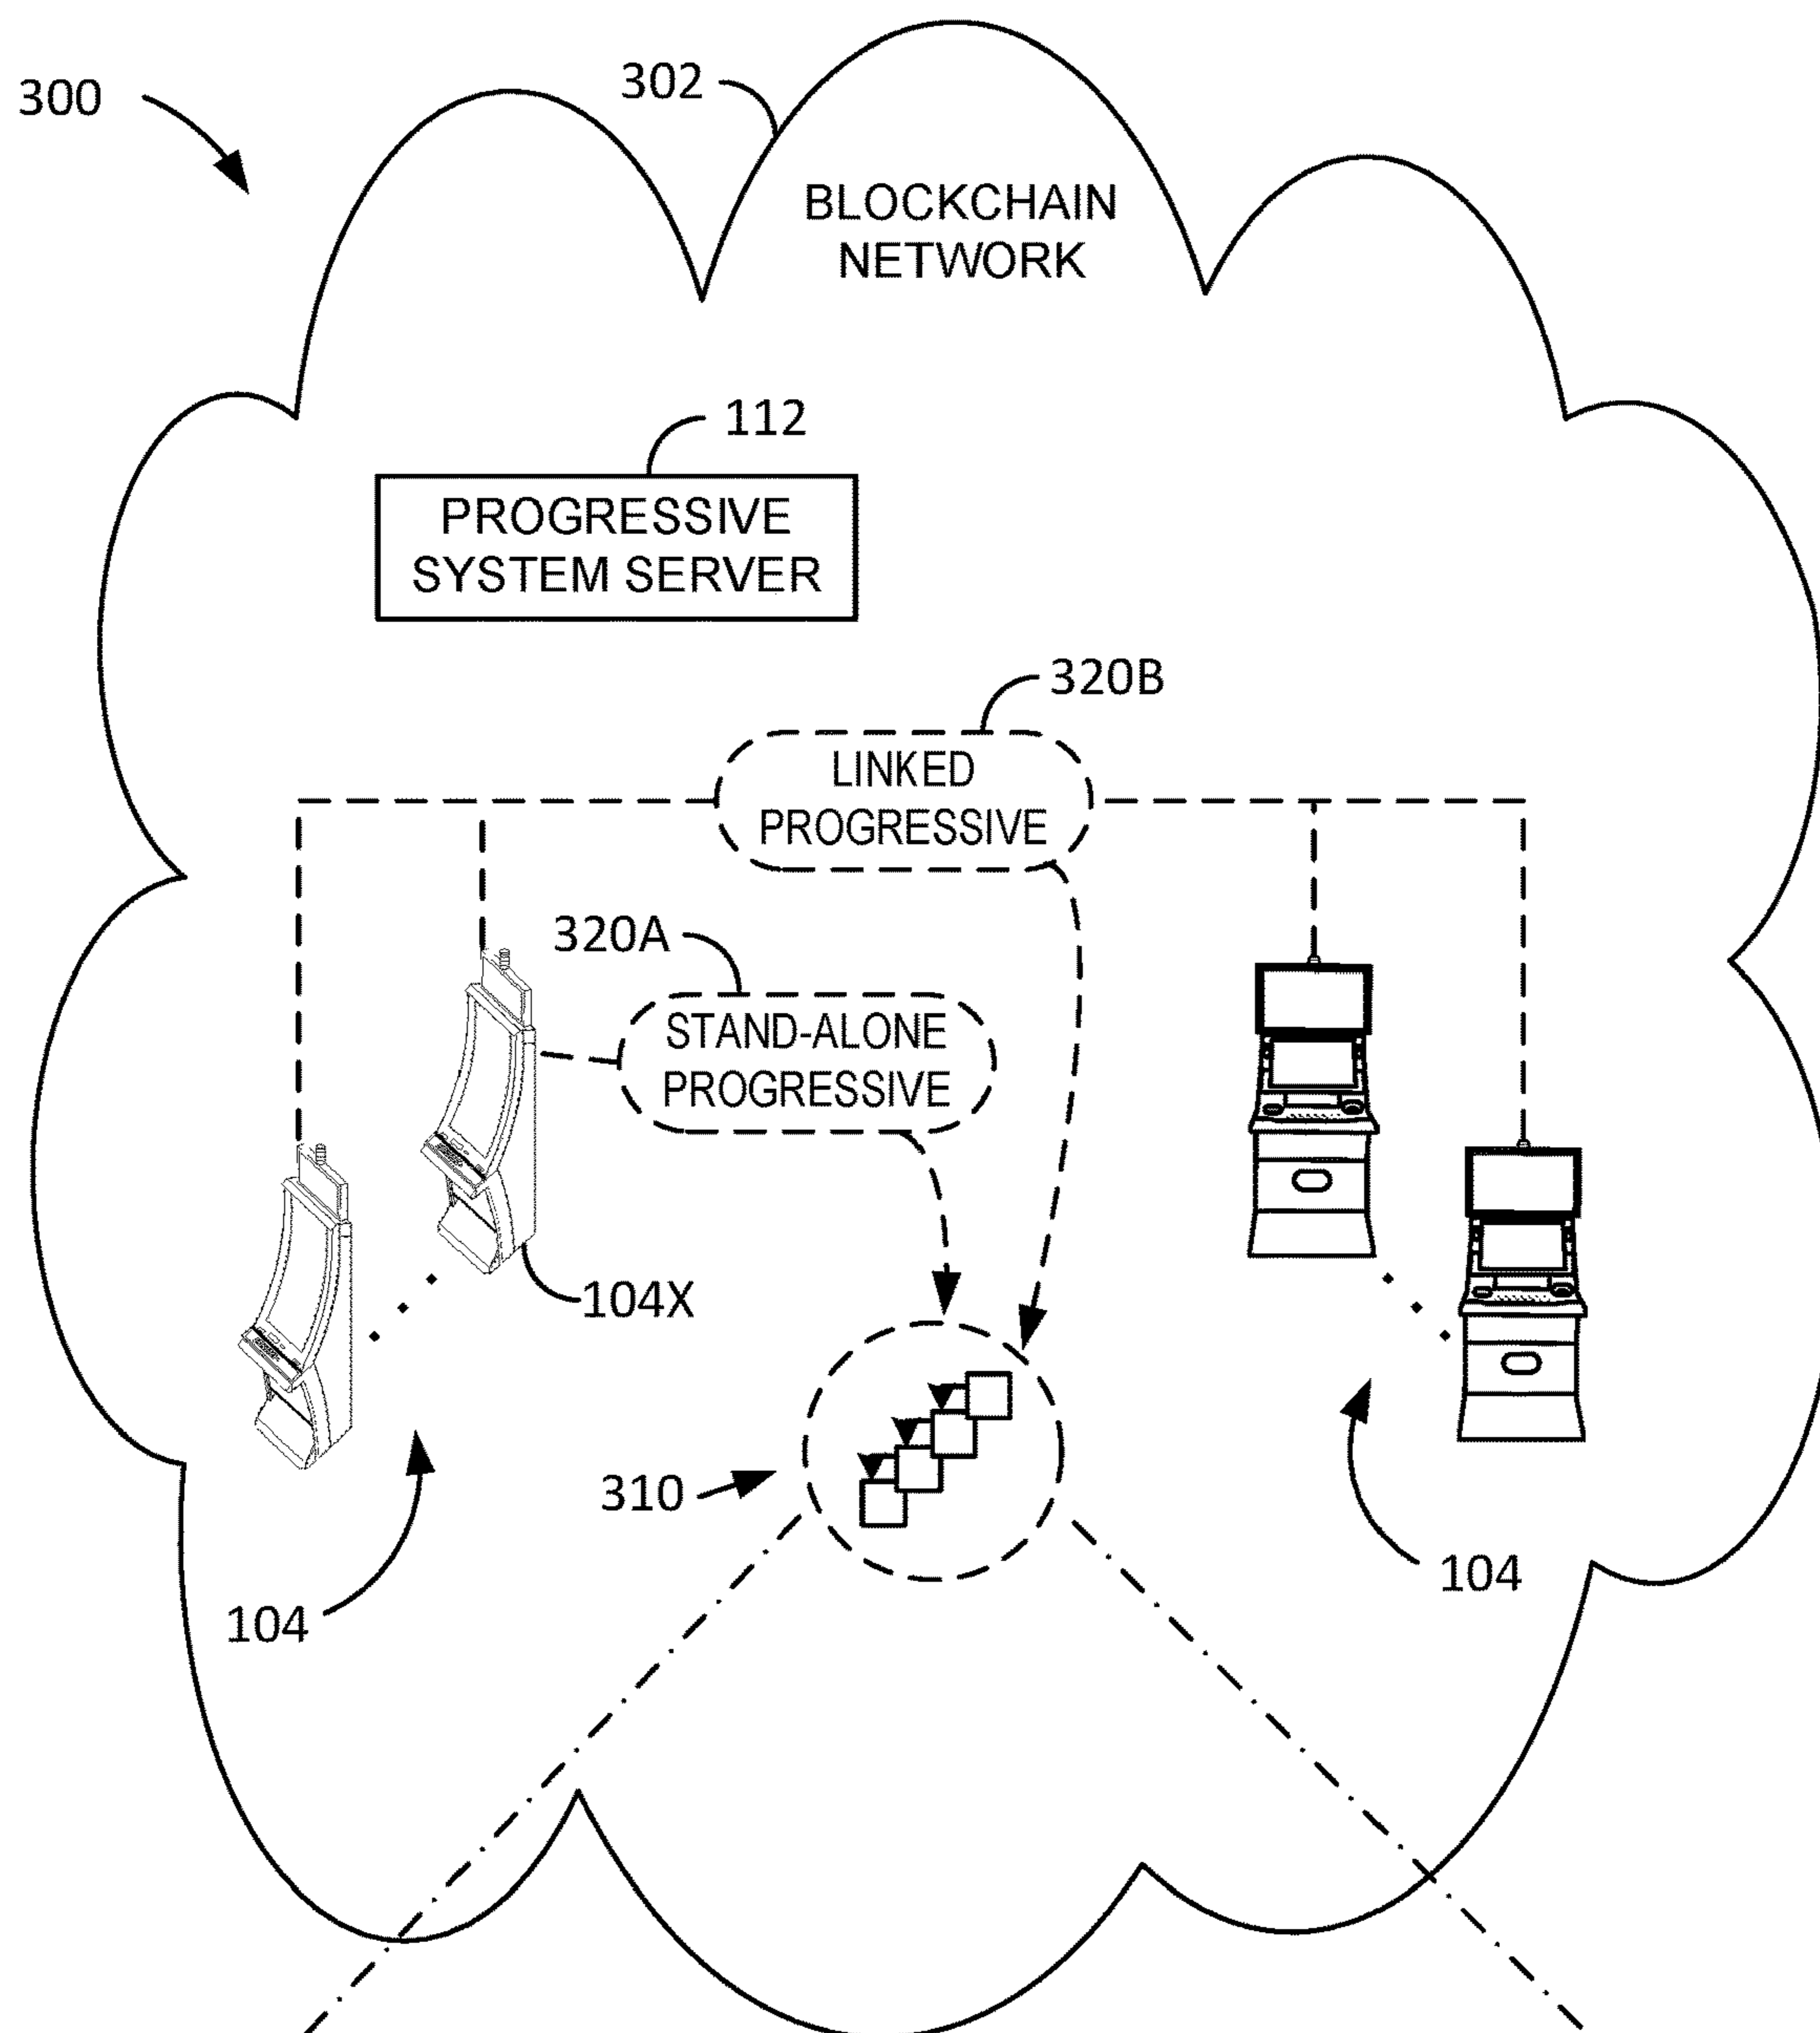 300
302
BLOCKCHAIN
NETWORK
112
PROGRESSIVE
SYSTEM SERVER
320B
LINKED
PROGRESSIVE
320A
STAND-ALONE
PROGRESSIVE
104X
310
104
104